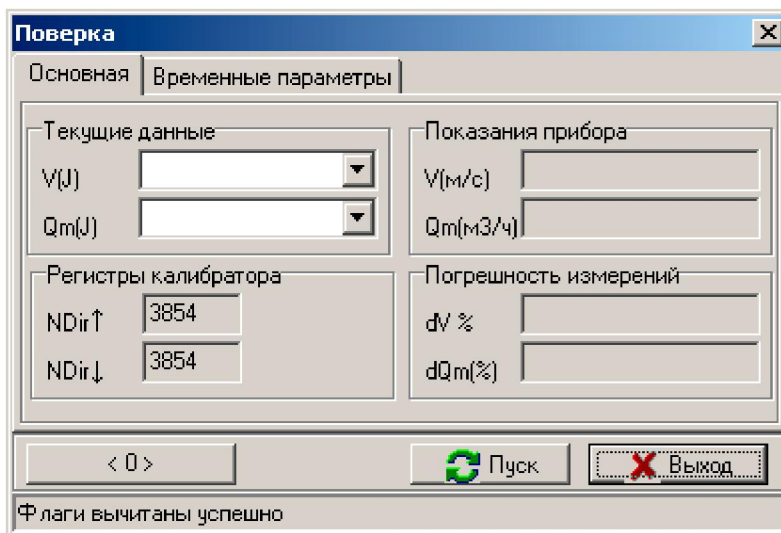 Поверка
Основная
Временные параметры
Текущие данные
V(J)
Qm(J)
Показания прибора
V(м/с)
Qm(м3/ч)
Регистры калибратора
NDir↑ 3854
NDir↓ 3854
Погрешность измерений
dV %
dQm(%)
< 0 >
Пуск
Выход
Флаги вычитаны успешно